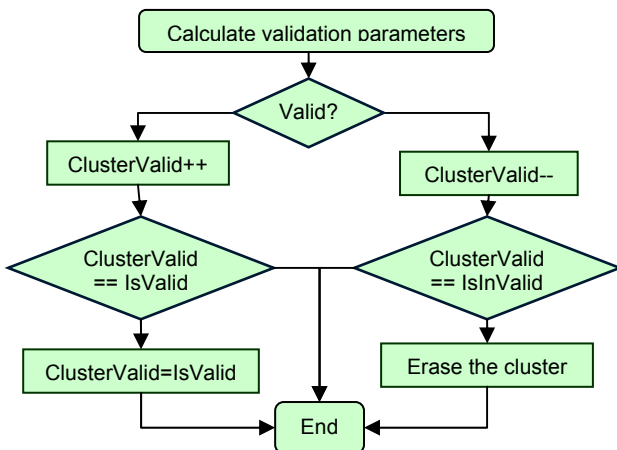 Calculate validation parameters
Valid?
ClusterValid++
ClusterValid--
ClusterValid
== IsValid
ClusterValid
== IsInValid
ClusterValid=IsValid
Erase the cluster
End